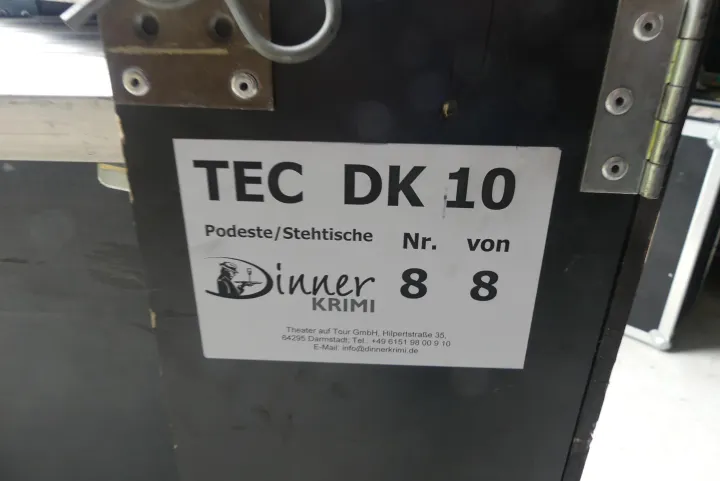 TEC DK 10
Podeste/Stehtische Nr. von
Dinner 8 8
KRIMI
Theater auf Tour GmbH, Hilpertstraße 35,
64295 Darmstadt; Tel.: +49 6151 98 00 9 10
E-Mail: info@dinnerkrimi.de